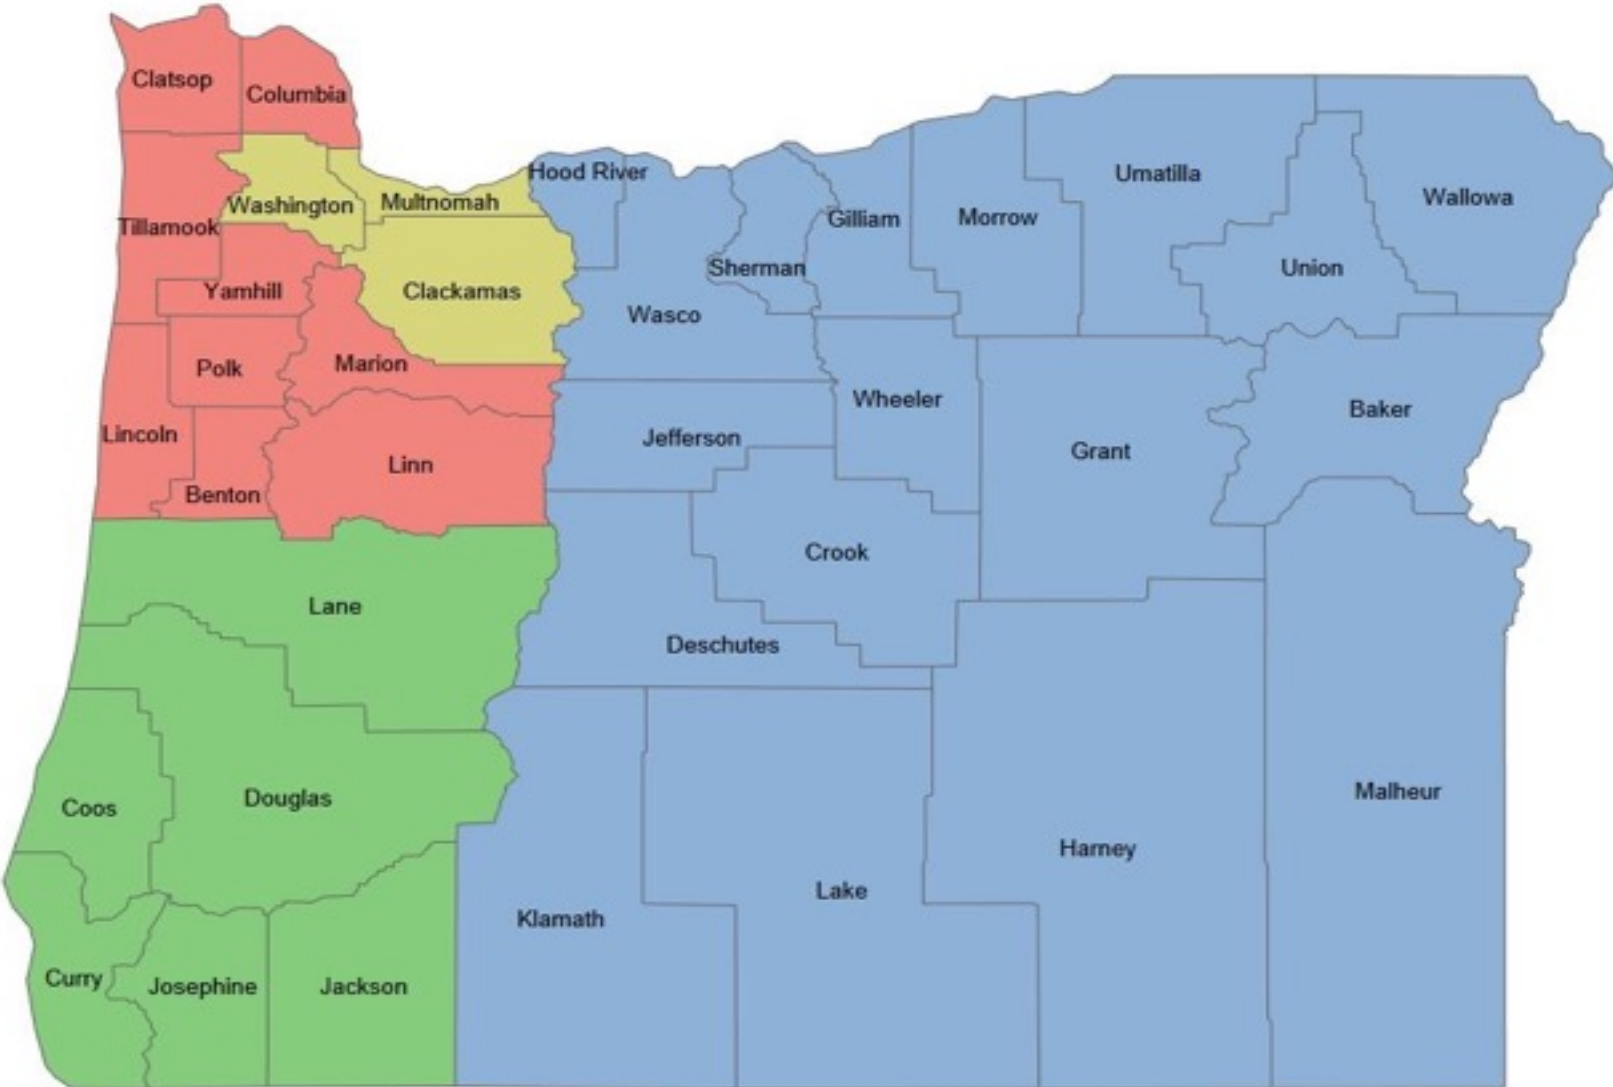 Clatsop
Columbia
Hood River
Umatilla
Wallowa
Washington
Multnomah
Tillamook
Gilliam
Morrow
Sherman
Union
Yamhill
Clackamas
Wasco
Polk
Marion
Wheeler
Baker
Lincoln
Jefferson
Grant
Linn
Benton
Crook
Lane
Deschutes
Coos
Douglas
Malheur
Harney
Lake
Klamath
Curry
Josephine
Jackson